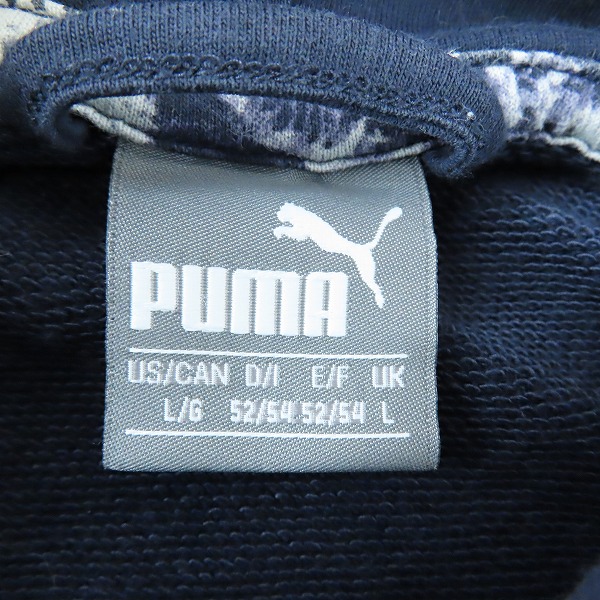 PUMA
US/CAN D/I E/F UK
L/G 52/54 52/54 L